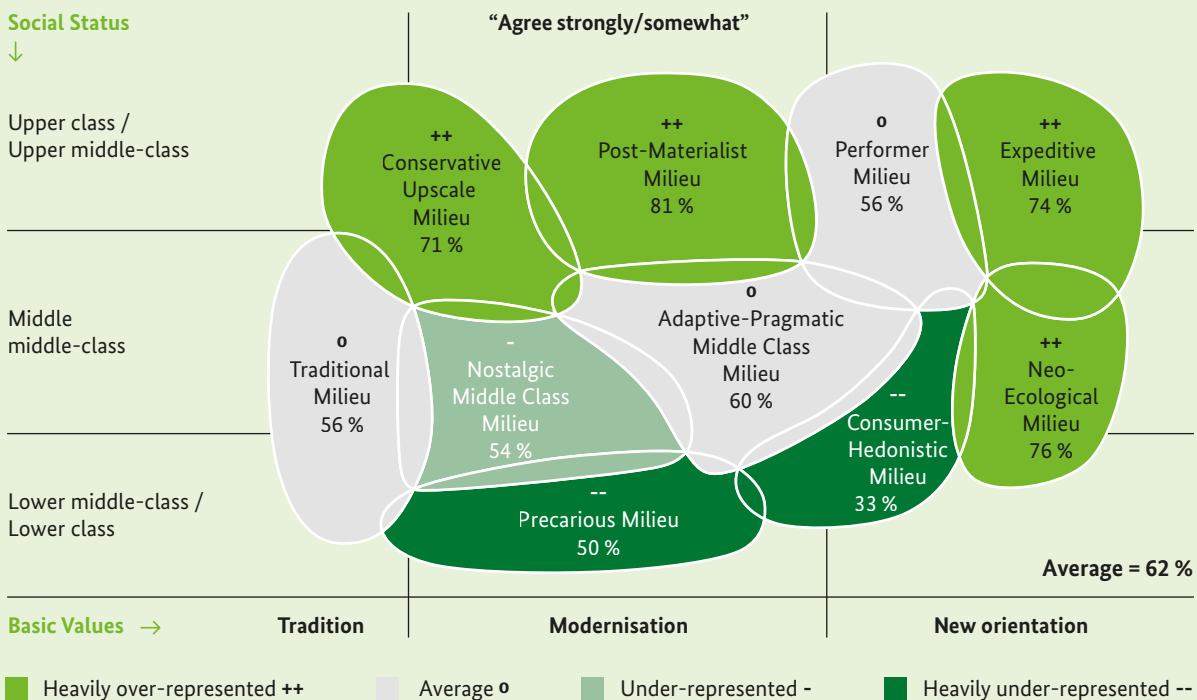 Social Status
↓
“Agree strongly/somewhat”
Upper class /
Upper middle-class
++
Conservative
Upscale
Milieu
71 %
++
Post-Materialist
Milieu
81 %
o
Performer
Milieu
56 %
++
Expeditive
Milieu
74 %
Middle
middle-class
o
Traditional
Milieu
56 %
-
Nostalgic
Middle Class
Milieu
54 %
o
Adaptive-Pragmatic
Middle Class
Milieu
60 %
--
Consumer-
Hedonistic
Milieu
33 %
++
Neo-
Ecological
Milieu
76 %
Lower middle-class /
Lower class
--
Precarious Milieu
50 %
Average = 62 %
Basic Values → Tradition Modernisation New orientation
Heavily over-represented ++ Average o Under-represented - Heavily under-represented --